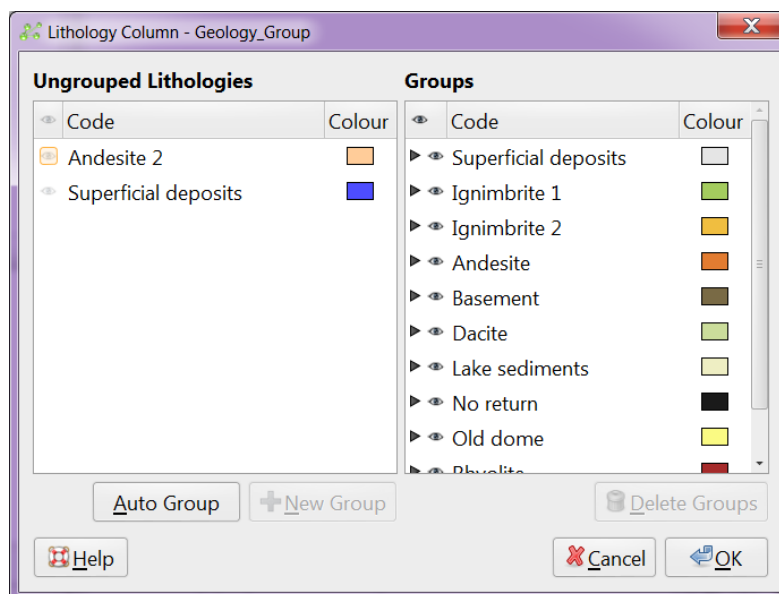 Lithology Column - Geology_Group
Ungrouped Lithologies
Code Colour
Andesite 2
Superficial deposits
Groups
Code Colour
Superficial deposits
Ignimbrite 1
Ignimbrite 2
Andesite
Basement
Dacite
Lake sediments
No return
Old dome
Rhyolite
Auto Group
New Group
Delete Groups
Help
Cancel
OK